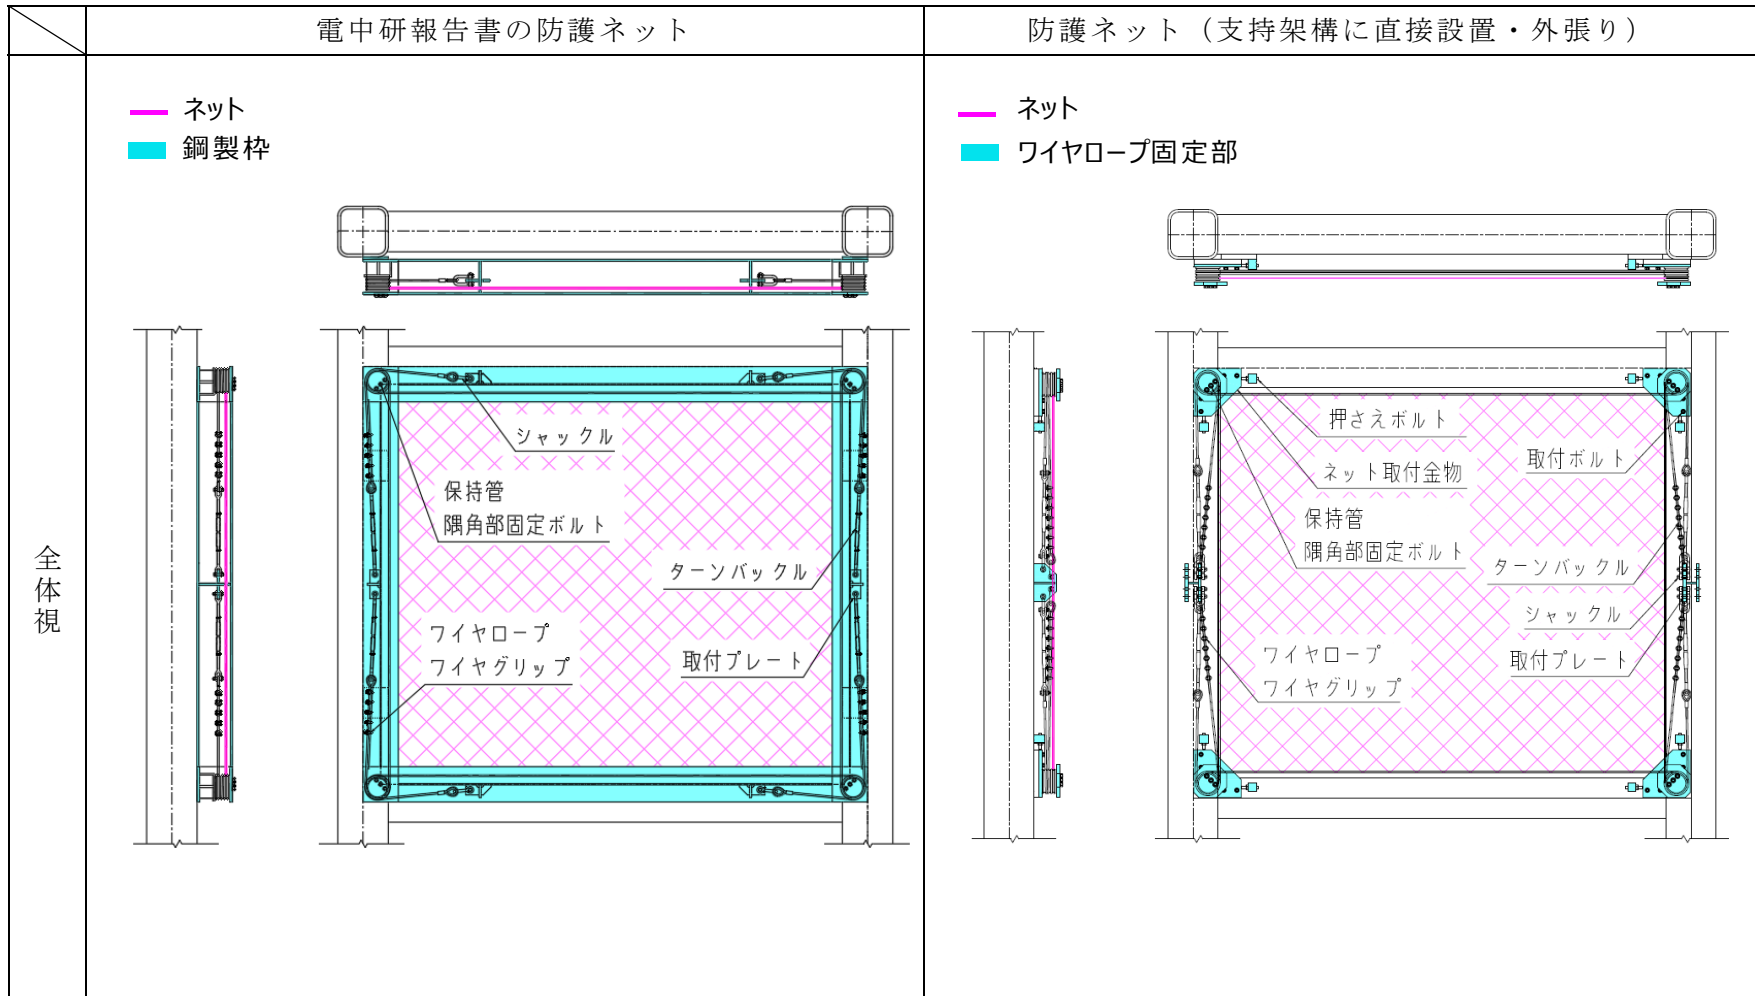 電中研報告書の防護ネット
防護ネット（支持架構に直接設置・外張り）
全体視
ネット
鋼製枠
シャックル
保持管
隅角部固定ボルト
ターンバックル
ワイヤロープ
ワイヤグリップ
取付プレート
ネット
ワイヤロープ固定部
押さえボルト
取付ボルト
ネット取付金物
保持管
隅角部固定ボルト
ターンバックル
シャックル
ワイヤロープ
ワイヤグリップ
取付プレート